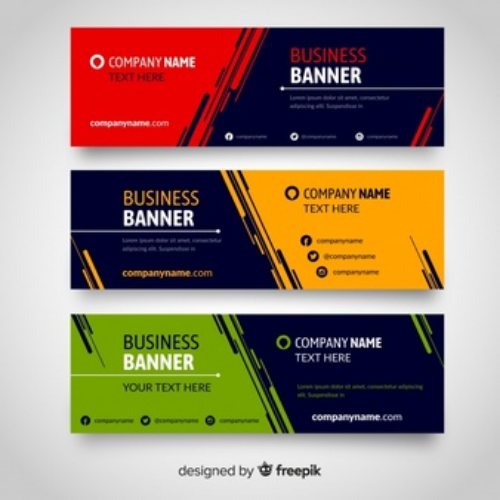 COMPANY NAME
TEXT HERE
companyname.com
BUSINESS
BANNER
Lorem ipsum dolor sit amet, consectetur
adipiscing elit. Suspendisse in
companyname
@companyname
companyname
BUSINESS
BANNER
Lorem ipsum dolor sit amet, consectetur
adipiscing elit. Suspendisse in
companyname.com
COMPANY NAME
TEXT HERE
companyname
@companyname
companyname
BUSINESS
BANNER
YOUR TEXT HERE
companyname
@companyname
companyname
COMPANY NAME
TEXT HERE
Lorem ipsum dolor sit amet, consectetur adipiscing
elit. Suspendisse in
companyname.com
designed by freepik